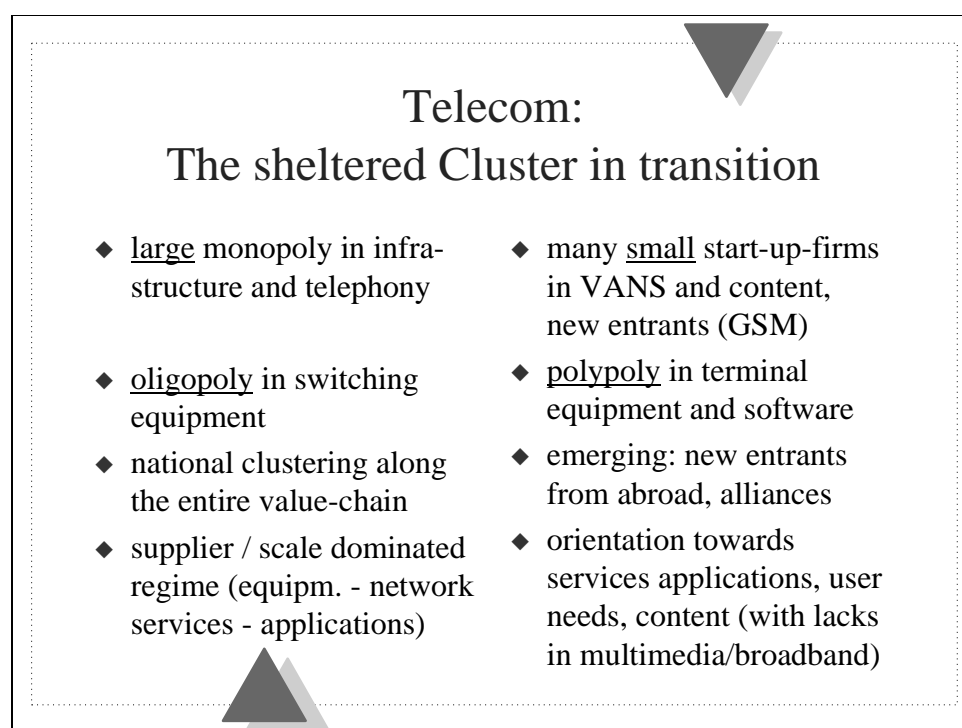 Telecom:
The sheltered Cluster in transition
◆ large monopoly in infra-
structure and telephony
◆ oligopoly in switching
equipment
◆ national clustering along
the entire value-chain
◆ supplier / scale dominated
regime (equipm. - network
services - applications)
◆ many small start-up-firms
in VANS and content,
new entrants (GSM)
◆ polypoly in terminal
equipment and software
◆ emerging: new entrants
from abroad, alliances
◆ orientation towards
services applications, user
needs, content (with lacks
in multimedia/broadband)